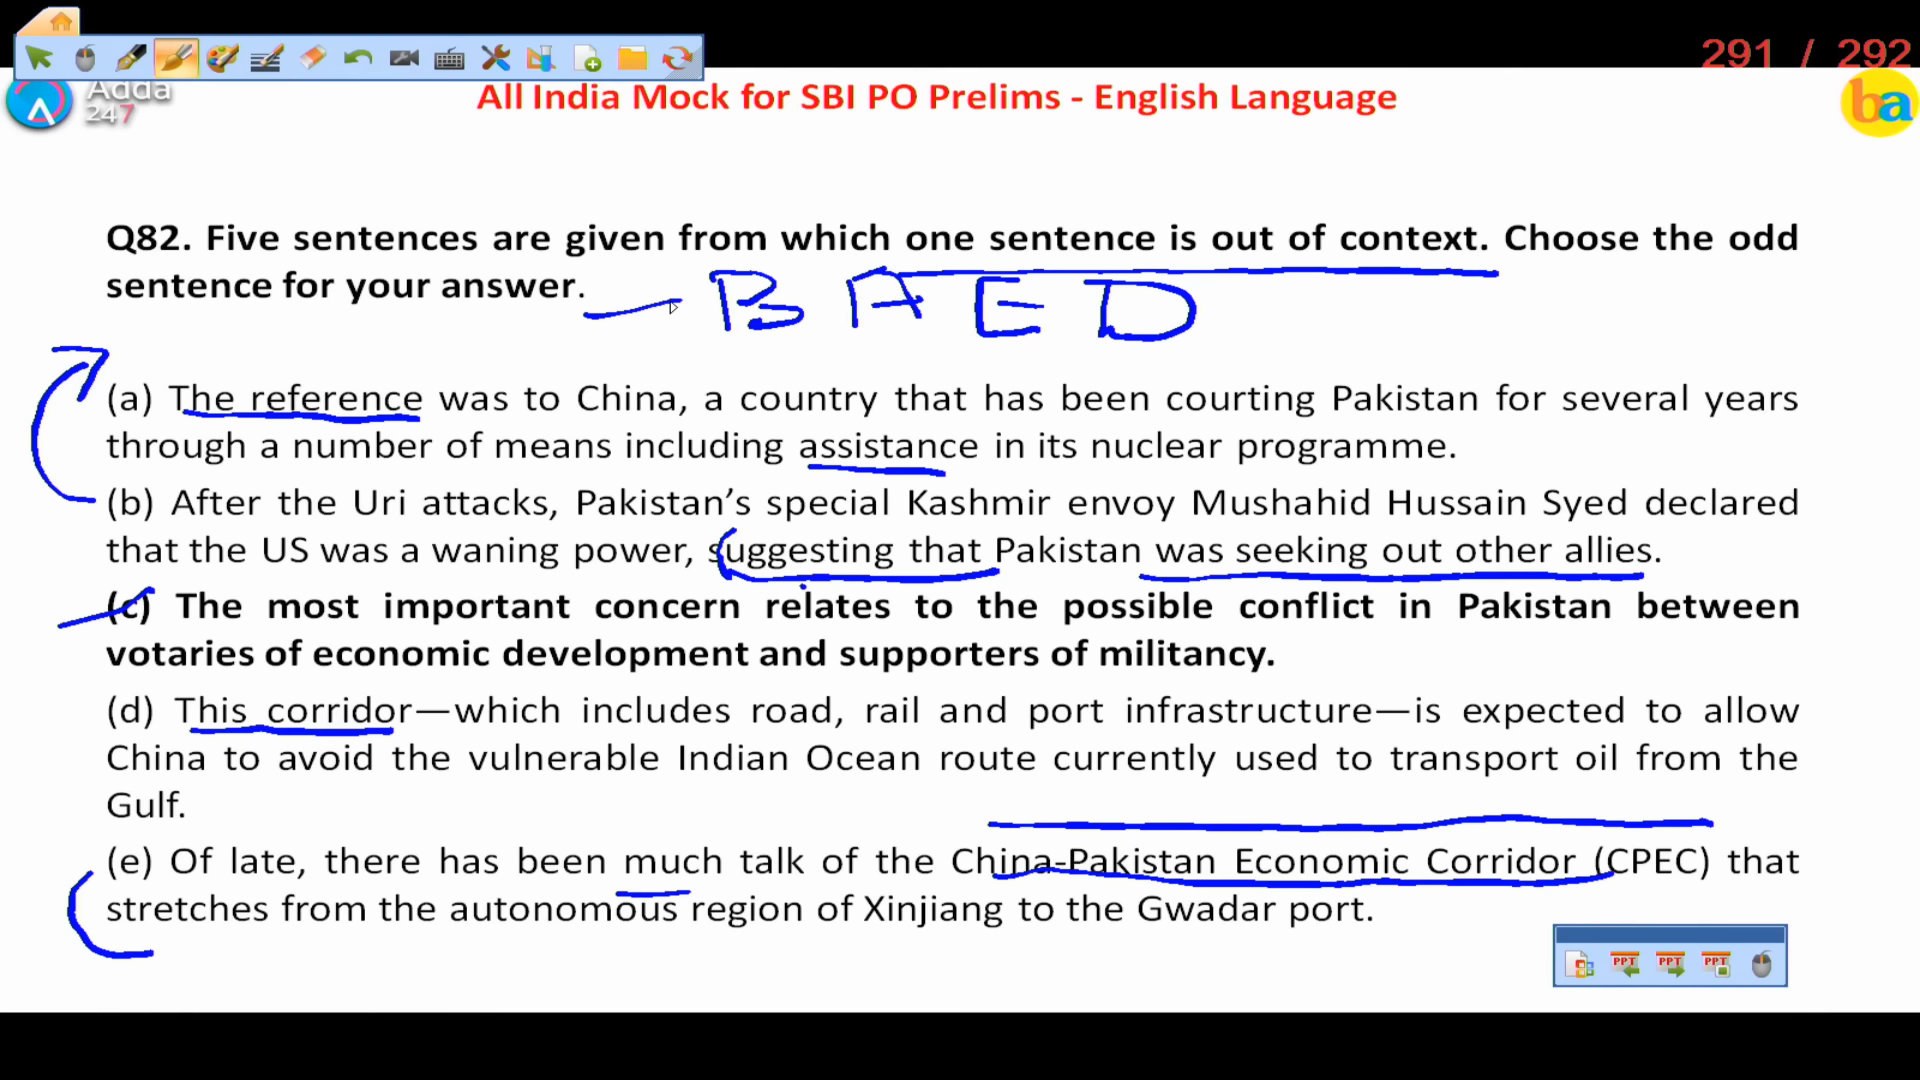 291 / 292
Adda
247
All India Mock for SBI PO Prelims - English Language
ba
Q82. Five sentences are given from which one sentence is out of context. Choose the odd
sentence for your answer.
B A E D
(a) The reference was to China, a country that has been courting Pakistan for several years
through a number of means including assistance in its nuclear programme.
(b) After the Uri attacks, Pakistan’s special Kashmir envoy Mushahid Hussain Syed declared
that the US was a waning power, suggesting that Pakistan was seeking out other allies.
(c) The most important concern relates to the possible conflict in Pakistan between
votaries of economic development and supporters of militancy.
(d) This corridor—which includes road, rail and port infrastructure—is expected to allow
China to avoid the vulnerable Indian Ocean route currently used to transport oil from the
Gulf.
(e) Of late, there has been much talk of the China-Pakistan Economic Corridor (CPEC) that
stretches from the autonomous region of Xinjiang to the Gwadar port.
PPT PPT PPT